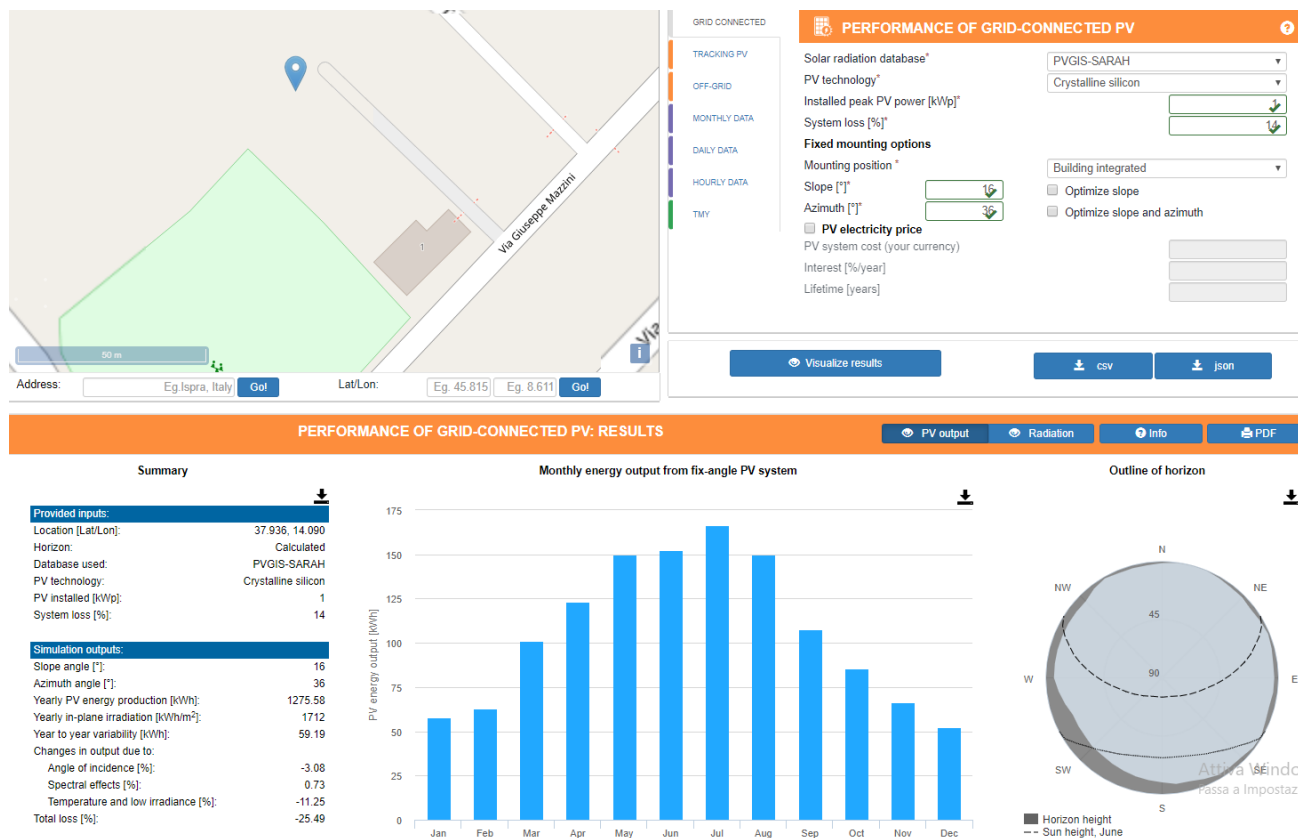 GRID CONNECTED
TRACKING PV
OFF-GRID
MONTHLY DATA
DAILY DATA
HOURLY DATA
TMY
PERFORMANCE OF GRID-CONNECTED PV
Solar radiation database*
PVGIS-SARAH
PV technology*
Crystalline silicon
Installed peak PV power [kWp]*
1
System loss [%]*
14
Fixed mounting options
Mounting position *
Building integrated
Slope [°]*
16
Optimize slope
Azimuth [°]*
36
Optimize slope and azimuth
PV electricity price
PV system cost (your currency)
Interest [%/year]
Lifetime [years]
Visualize results
csv
json
1
Via Giuseppe Mazzini
Via
50 m
i
Address:
Eg.Ispra, Italy
Go!
Lat/Lon:
Eg. 45.815
Eg. 8.611
Go!
PERFORMANCE OF GRID-CONNECTED PV: RESULTS
PV output
Radiation
Info
PDF
Summary
Provided inputs:
Location [Lat/Lon]: 37.936, 14.090
Horizon: Calculated
Database used: PVGIS-SARAH
PV technology: Crystalline silicon
PV installed [kWp]: 1
System loss [%]: 14
Simulation outputs:
Slope angle [°]: 16
Azimuth angle [°]: 36
Yearly PV energy production [kWh]: 1275.58
Yearly in-plane irradiation [kWh/m²]: 1712
Year to year variability [kWh]: 59.19
Changes in output due to:
Angle of incidence [%]: -3.08
Spectral effects [%]: 0.73
Temperature and low irradiance [%]: -11.25
Total loss [%]: -25.49
Monthly energy output from fix-angle PV system
PV energy output [kWh]
175
150
125
100
75
50
25
0
Jan Feb Mar Apr May Jun Jul Aug Sep Oct Nov Dec
Outline of horizon
N
NW
NE
45
W
90
E
SW
SE
S
Attiva Windo
Passa a Impostaz
Horizon height
Sun height, June